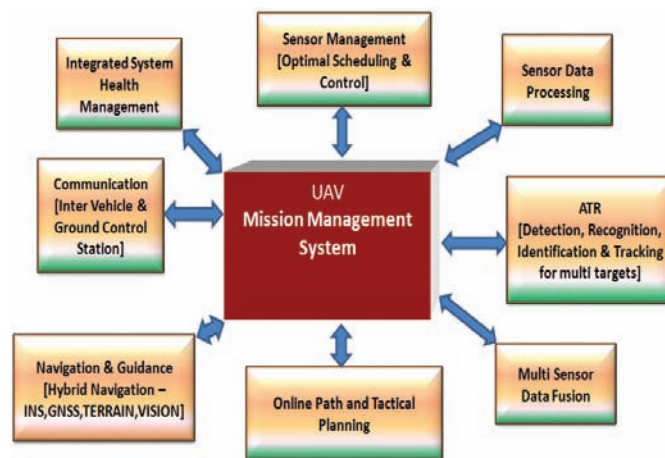 Sensor Management
[Optimal Scheduling &
Control]
Integrated System
Health
Management
Sensor Data
Processing
Communication
[Inter Vehicle &
Ground Control
Station]
UAV
Mission Management
System
ATR
[Detection, Recognition,
Identification & Tracking
for multi targets]
Navigation & Guidance
[Hybrid Navigation –
INS,GNSS,TERRAIN,VISION]
Online Path and Tactical
Planning
Multi Sensor
Data Fusion